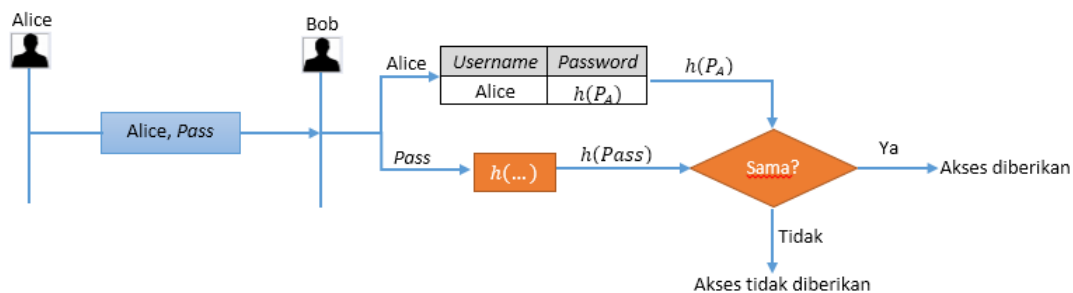 Alice
Bob
Alice, Pass
Alice
Username Password
Alice h(P_A)
h(P_A)
Pass
h(...)
h(Pass)
Sama?
Ya
Akses diberikan
Tidak
Akses tidak diberikan